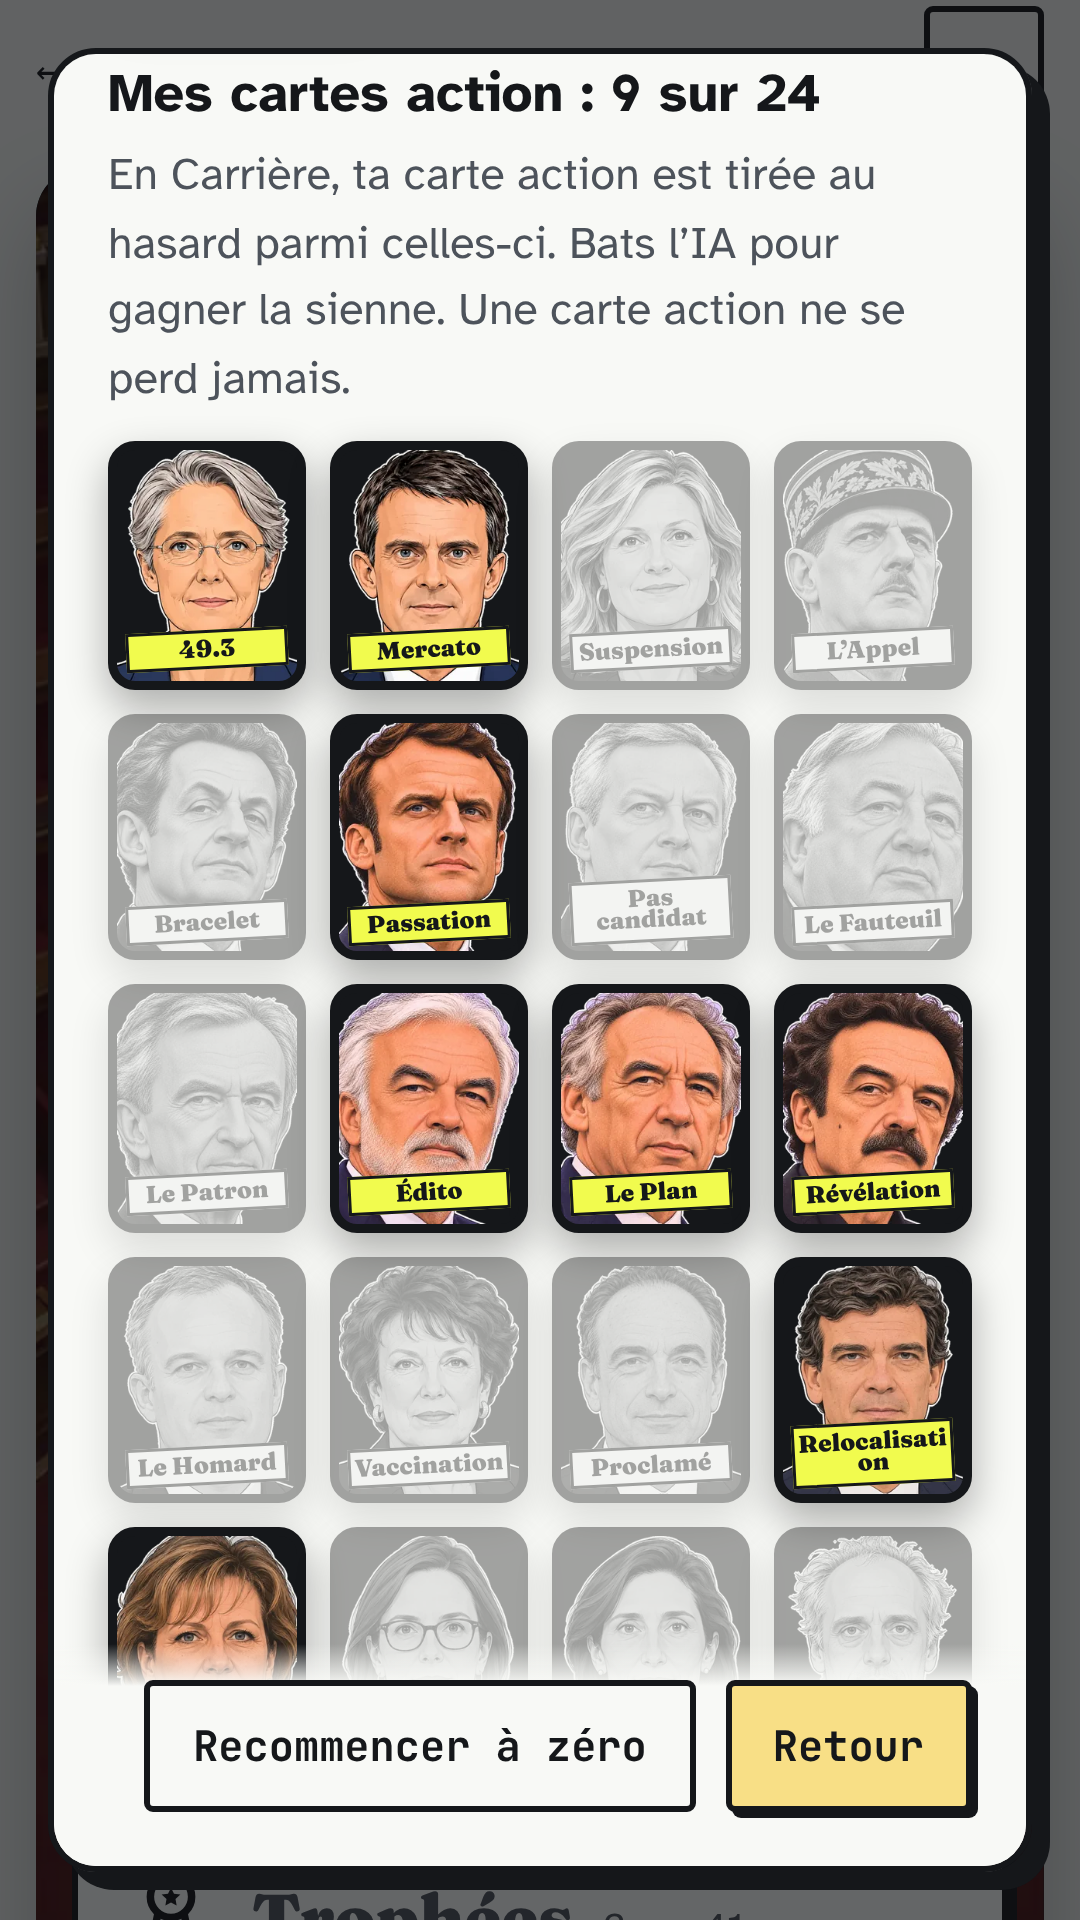 Mes cartes action : 9 sur 24
En Carrière, ta carte action est tirée au
hasard parmi celles-ci. Bats l’IA pour
gagner la sienne. Une carte action ne se
perd jamais.
49.3
Mercato
Suspension
L’Appel
Bracelet
Passation
Pas
candidat
Le Fauteuil
Le Patron
Édito
Le Plan
Révélation
Le Homard
Vaccination
Proclamé
Relocalisati
on
Recommencer à zéro
Retour
Trophées